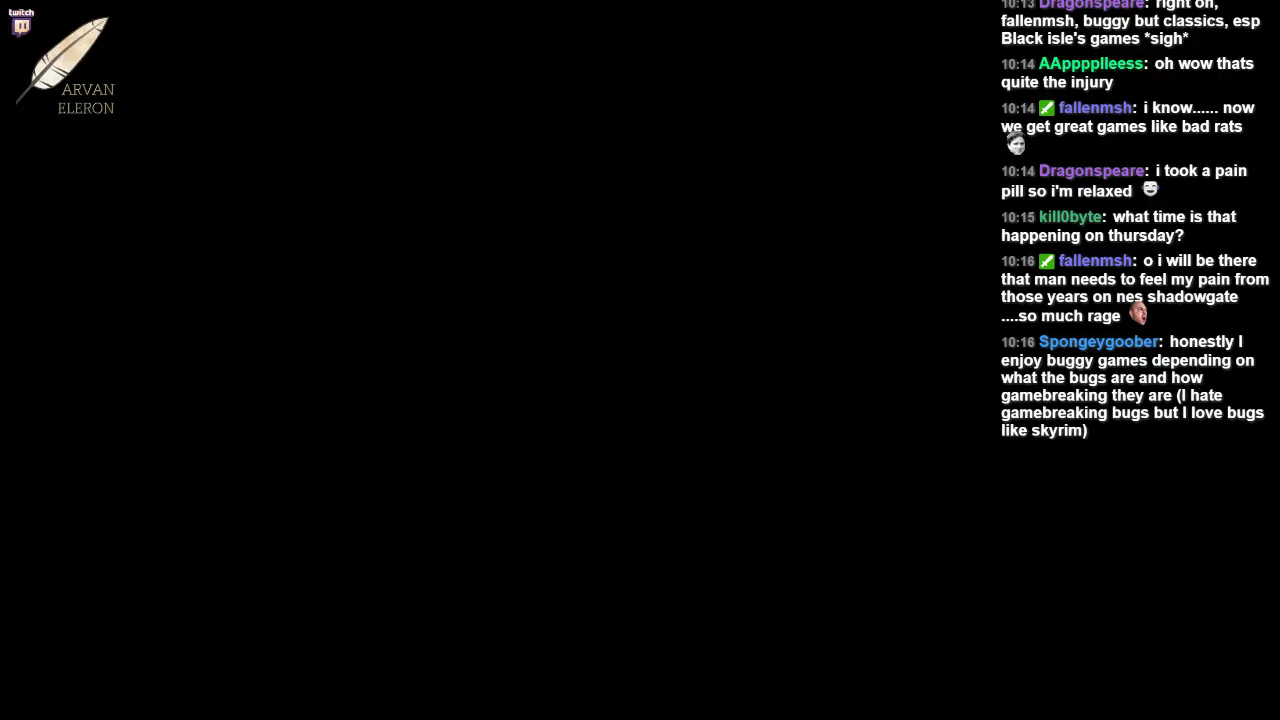 twitch
ARVAN
ELERON
10:13 Dragonspeare: right on,
fallenmsh, buggy but classics, esp
Black isle's games *sigh*
10:14 AAppppplleess: oh wow thats
quite the injury
10:14 fallenmsh: i know...... now
we get great games like bad rats
10:14 Dragonspeare: i took a pain
pill so i'm relaxed
10:15 kill0byte: what time is that
happening on thursday?
10:16 fallenmsh: o i will be there
that man needs to feel my pain from
those years on nes shadowgate
....so much rage
10:16 Spongeygoober: honestly I
enjoy buggy games depending on
what the bugs are and how
gamebreaking they are (I hate
gamebreaking bugs but I love bugs
like skyrim)